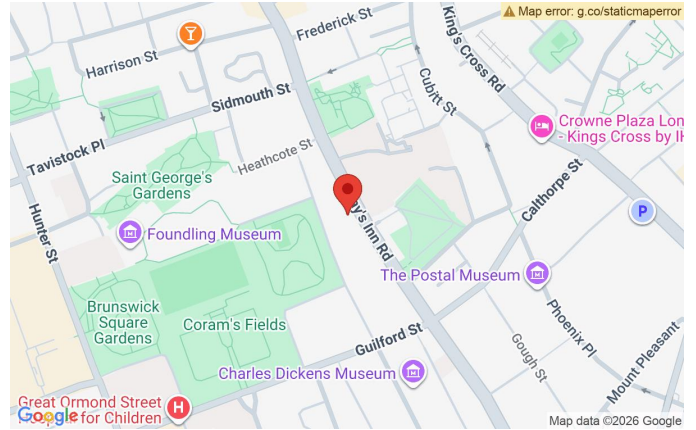 Map error: g.co/staticmaperror
Frederick St
King's Cross Rd
Harrison St
Cubitt St
Sidmouth St
Crowne Plaza Lon
- Kings Cross by IH
Tavistock Pl
Heathcote St
Saint George's
Gardens
Calthorpe St
Hunter St
P
Foundling Museum
Inn Rd
The Postal Museum
Brunswick
Square
Gardens
Coram's Fields
Phoenix Pl
Guilford St
Gough St
Mount Pleasant
Charles Dickens Museum
Great Ormond Street
for Children
H
Google
Map data ©2026 Google